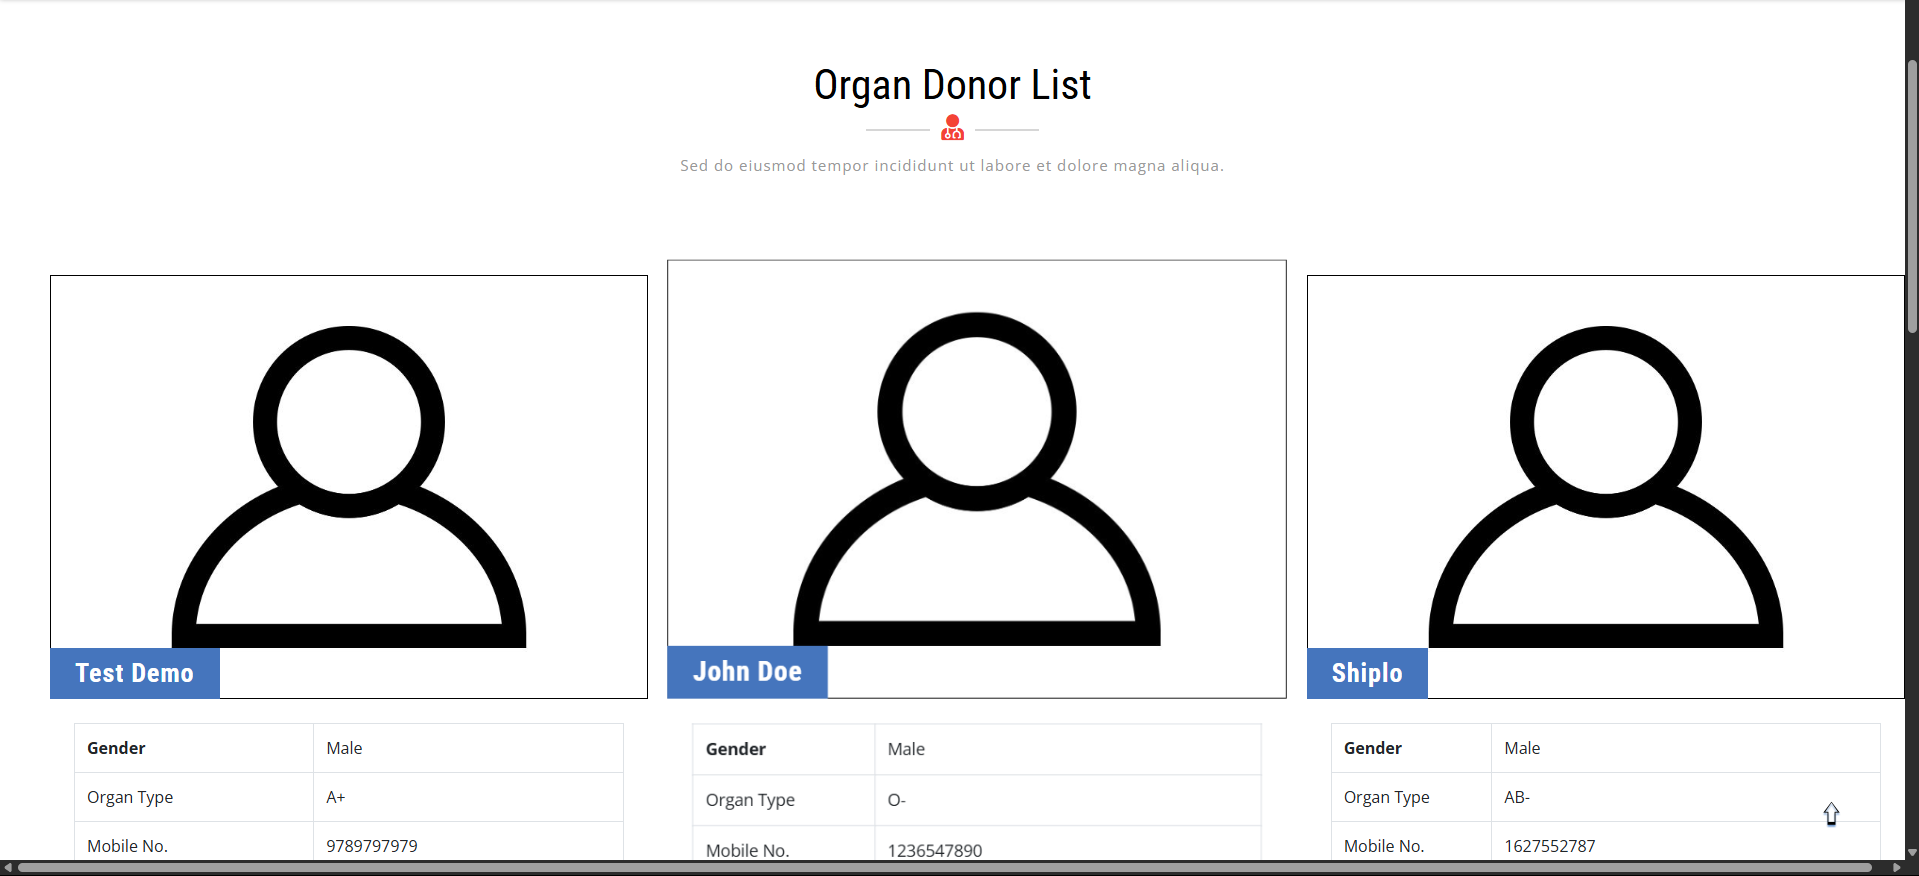 Organ Donor List
Sed do eiusmod tempor incididunt ut labore et dolore magna aliqua.
Test Demo
Gender Male
Organ Type A+
Mobile No. 9789797979
John Doe
Gender Male
Organ Type O-
Mobile No. 1236547890
Shiplo
Gender Male
Organ Type AB-
Mobile No. 1627552787